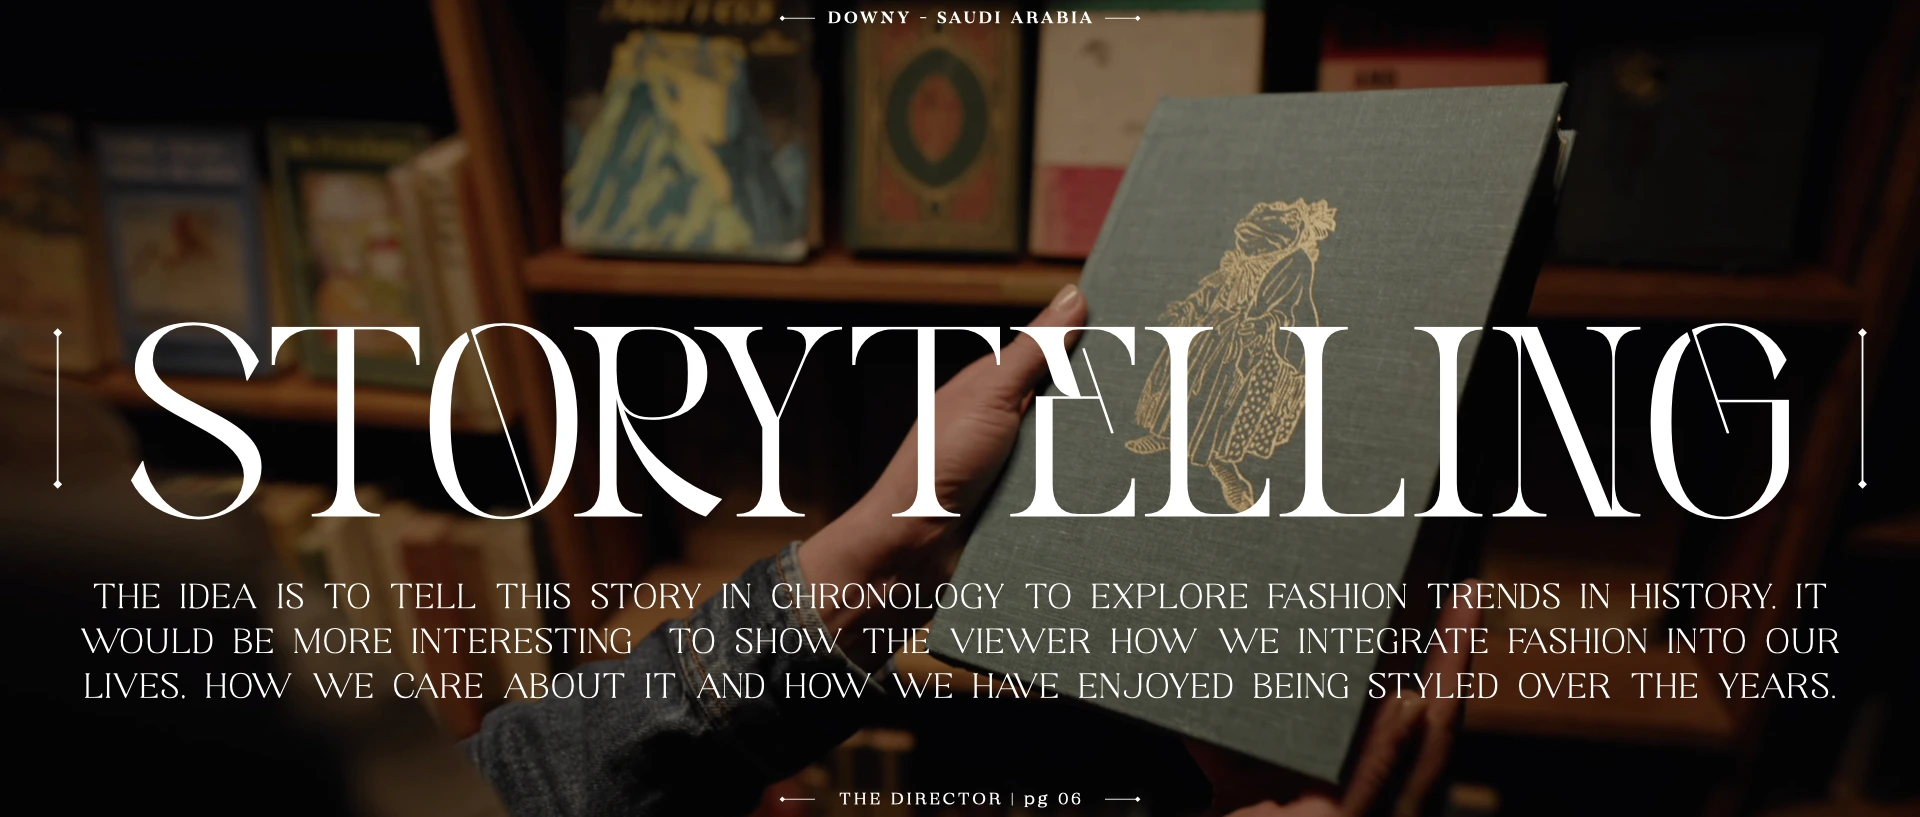 DOWNY - SAUDI ARABIA
STORYTELLING
THE IDEA IS TO TELL THIS STORY IN CHRONOLOGY TO EXPLORE FASHION TRENDS IN HISTORY. IT
WOULD BE MORE INTERESTING TO SHOW THE VIEWER HOW WE INTEGRATE FASHION INTO OUR
LIVES. HOW WE CARE ABOUT IT AND HOW WE HAVE ENJOYED BEING STYLED OVER THE YEARS.
THE DIRECTOR | pg 06